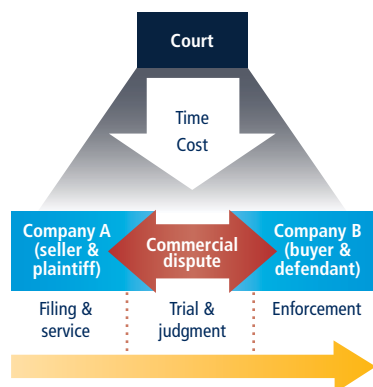 Court
Time
Cost
Company A
(seller &
plaintiff)
Commercial
dispute
Company B
(buyer &
defendant)
Filing &
service
Trial &
judgment
Enforcement